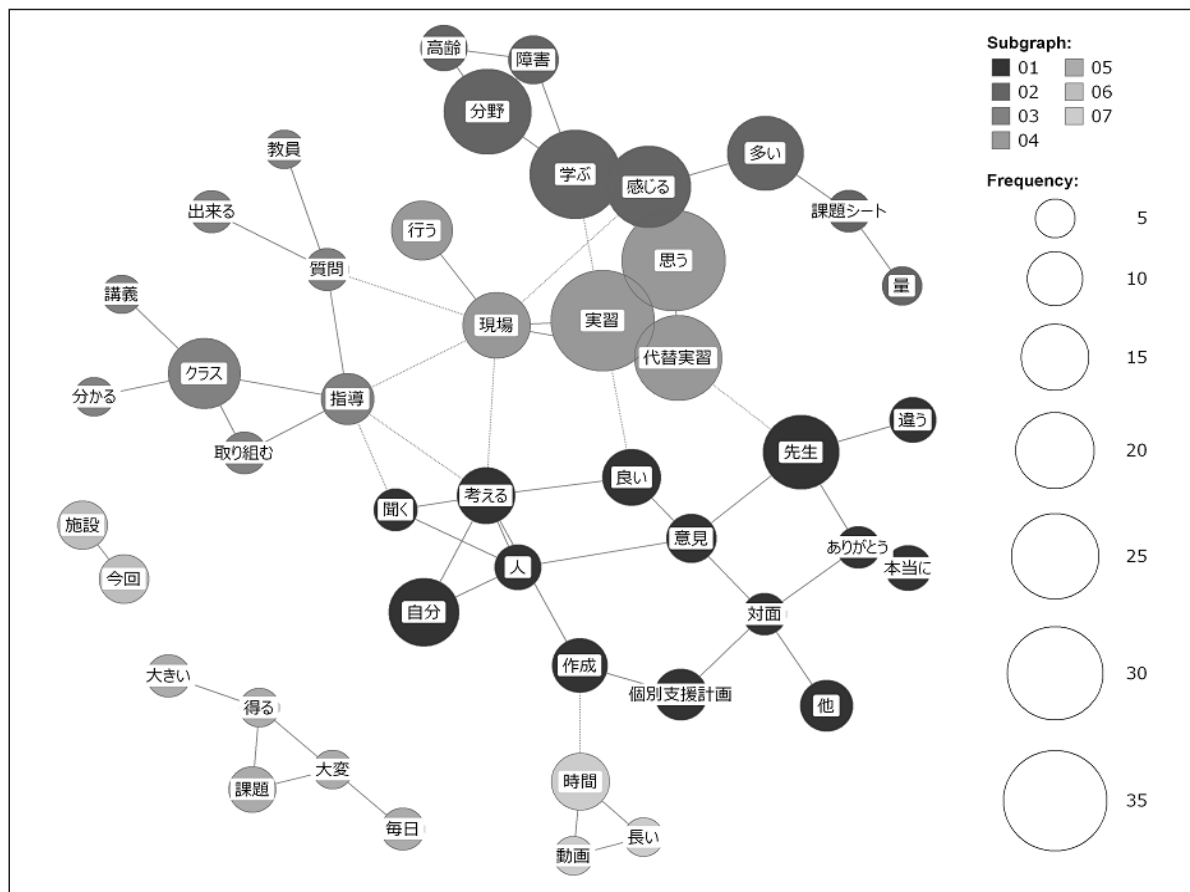 高齢
障害
分野
教員
学ぶ
感じる
多い
出来る
行う
課題シート
質問
思う
量
講義
現場
実習
クラス
代替実習
分かる
指導
違う
取り組む
先生
良い
考える
聞く
施設
意見
ありがとう
今回
人
本当に
自分
対面
大きい
作成
個別支援計画
得る
他
課題
大変
時間
毎日
長い
動画
Subgraph:
01
02
03
04
05
06
07
Frequency:
5
10
15
20
25
30
35